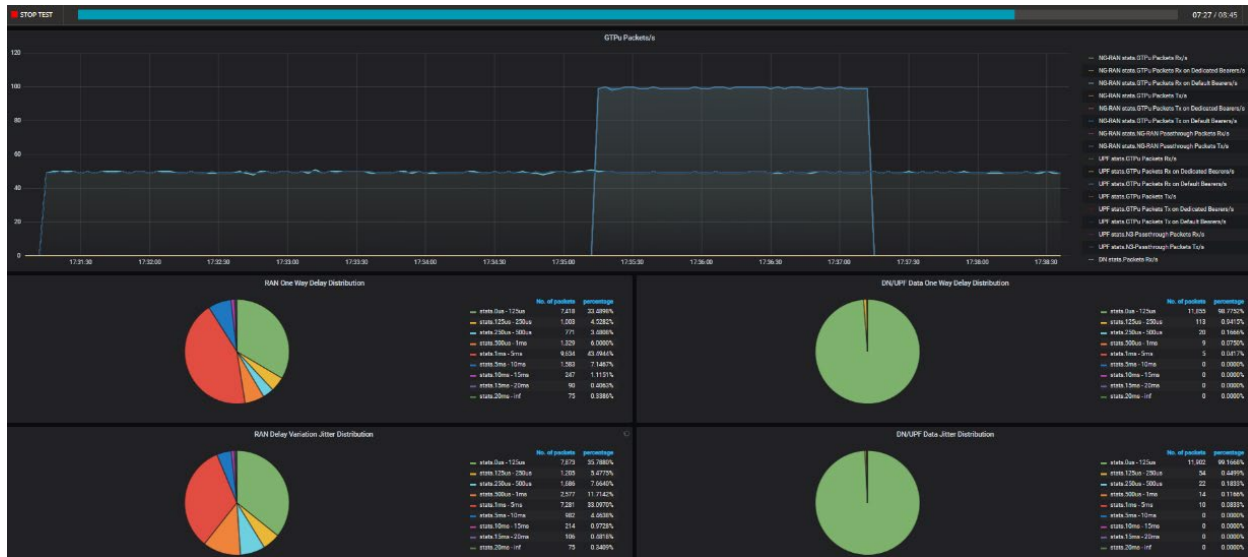 STOP TEST
07:27 / 08:45
GTPu Packets/s
120
100
80
60
40
20
0
17:31:30
17:32:00
17:32:30
17:33:00
17:33:30
17:34:00
17:34:30
17:35:00
17:35:30
17:36:00
17:36:30
17:37:00
17:37:30
17:38:00
17:38:30
NG-RAN stats.GTPu Packets Rx/s
NG-RAN stats.GTPu Packets Rx on Dedicated Bearers/s
NG-RAN stats.GTPu Packets Rx on Default Bearers/s
NG-RAN stats.GTPu Packets Tx/s
NG-RAN stats.GTPu Packets Tx on Dedicated Bearers/s
NG-RAN stats.GTPu Packets Tx on Default Bearers/s
NG-RAN stats.NG-RAN Passthrough Packets Rx/s
NG-RAN stats.NG-RAN Passthrough Packets Tx/s
UPF stats.GTPu Packets Rx/s
UPF stats.GTPu Packets Rx on Dedicated Bearers/s
UPF stats.GTPu Packets Rx on Default Bearers/s
UPF stats.GTPu Packets Tx/s
UPF stats.GTPu Packets Tx on Dedicated Bearers/s
UPF stats.GTPu Packets Tx on Default Bearers/s
UPF stats.N3-Passthrough Packets Rx/s
UPF stats.N3-Passthrough Packets Tx/s
DN stats.Packets Rx/s
RAN One Way Delay Distribution
No. of packets percentage
stats.0us - 125us 7,418 33.4896%
stats.125us - 250us 1,003 4.5282%
stats.250us - 500us 771 3.4808%
stats.500us - 1ms 1,329 6.0000%
stats.1ms - 5ms 9,634 43.4944%
stats.5ms - 10ms 1,583 7.1467%
stats.10ms - 15ms 247 1.1151%
stats.15ms - 20ms 90 0.4063%
stats.20ms - inf 75 0.3386%
DN/UPF Data One Way Delay Distribution
No. of packets percentage
stats.0us - 125us 11,855 98.7752%
stats.125us - 250us 113 0.9415%
stats.250us - 500us 20 0.1666%
stats.500us - 1ms 9 0.0750%
stats.1ms - 5ms 5 0.0417%
stats.5ms - 10ms 0 0.0000%
stats.10ms - 15ms 0 0.0000%
stats.15ms - 20ms 0 0.0000%
stats.20ms - inf 0 0.0000%
RAN Delay Variation Jitter Distribution
No. of packets percentage
stats.0us - 125us 7,873 35.7880%
stats.125us - 250us 1,205 5.4775%
stats.250us - 500us 1,686 7.6640%
stats.500us - 1ms 2,577 11.7142%
stats.1ms - 5ms 7,281 33.0970%
stats.5ms - 10ms 982 4.4638%
stats.10ms - 15ms 214 0.9728%
stats.15ms - 20ms 106 0.4818%
stats.20ms - inf 75 0.3409%
DN/UPF Data Jitter Distribution
No. of packets percentage
stats.0us - 125us 11,902 99.1668%
stats.125us - 250us 54 0.4499%
stats.250us - 500us 22 0.1833%
stats.500us - 1ms 14 0.1166%
stats.1ms - 5ms 10 0.0833%
stats.5ms - 10ms 0 0.0000%
stats.10ms - 15ms 0 0.0000%
stats.15ms - 20ms 0 0.0000%
stats.20ms - inf 0 0.0000%